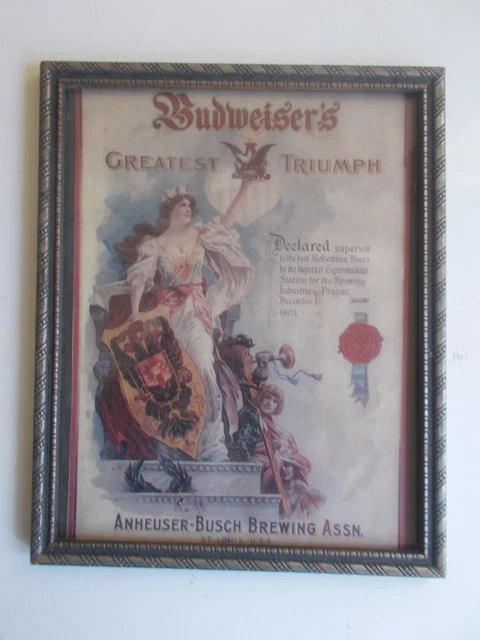 Budweiser's
GREATEST TRIUMPH
Declared superior
to the best Bohemian Beers
by the Imperial Experimental
Station for the Brewing
Industries, Prague,
December
1903.
ANHEUSER-BUSCH BREWING ASSN.
ST. LOUIS, U.S.A.